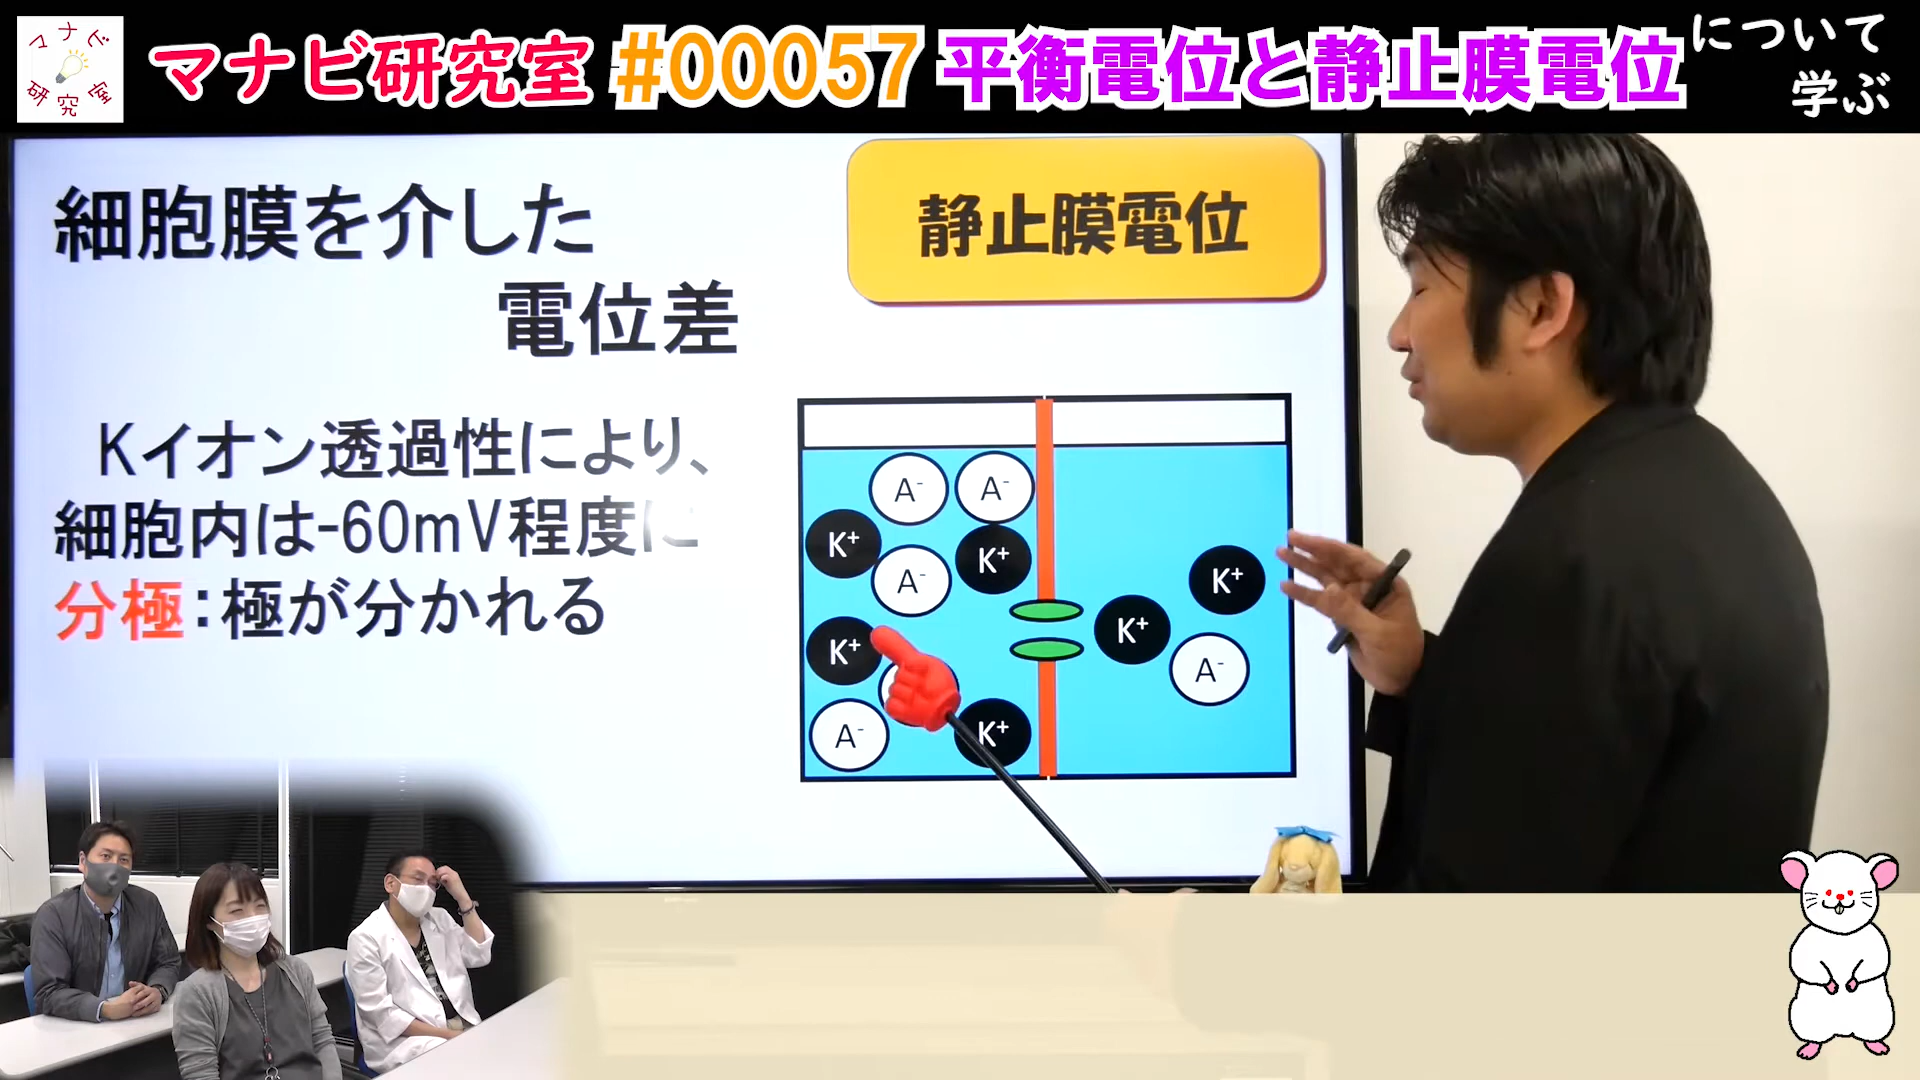 マナビ
研究室
マナビ研究室 #00057 平衡電位と静止膜電位について
学ぶ
細胞膜を介した
電位差
静止膜電位
Kイオン透過性により、
細胞内は-60mV程度に
分極：極が分かれる
A⁻ A⁻
K⁺ K⁺
A⁻
K⁺
K⁺
K⁺
A⁻
K⁺
A⁻
K⁺